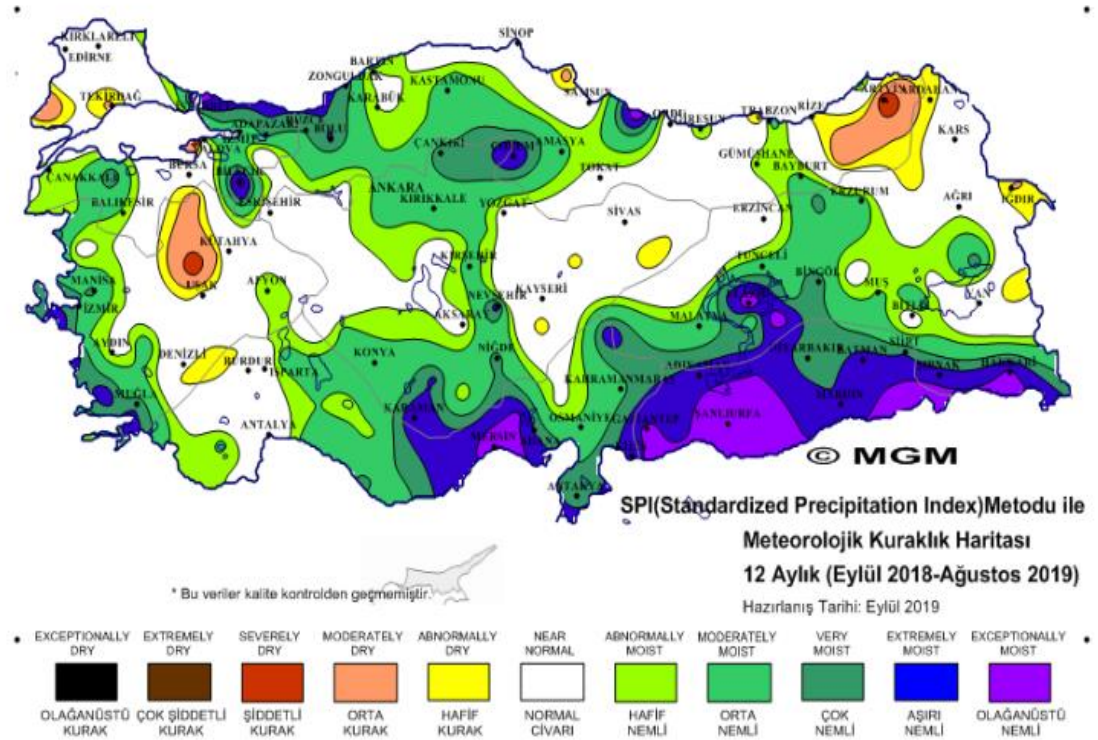 SİNOP
KIRKLARELİ
EDİRNE
BARTIN
ZONGULDAK
KASTAMONU
TEKİRDAĞ
KARABÜK
SAMSUN
ORDU
TRABZON
RİZE
ARTVİN
ARDAHAN
KARS
ADAPAZARI
DÜZCE
BOLU
İZMİT
YALOVA
ÇANKIRI
ÇORUM
AMASYA
TOKAT
GÜMÜŞHANE
BAYBURT
BURSA
ÇANAKKALE
ANKARA
KIRIKKALE
YOZGAT
SİVAS
ERZİNCAN
ERZURUM
AĞRI
IĞDIR
BALIKESİR
ESKİŞEHİR
KÜTAHYA
KIRŞEHİR
TUNCELİ
BİNGÖL
MUŞ
MANİSA
UŞAK
AFYON
NEVŞEHİR
KAYSERİ
VAN
İZMİR
AKSARAY
MALATYA
BİTLİS
AYDIN
DENİZLİ
BURDUR
ISPARTA
KONYA
NİĞDE
ADIYAMAN
DİYARBAKIR
BATMAN
SİİRT
ŞIRNAK
HAKKARİ
MUĞLA
KARAMAN
KAHRAMANMARAŞ
MARDİN
ANTALYA
MERSİN
ADANA
OSMANİYE
GAZİANTEP
ŞANLIURFA
ANTAKYA
© MGM
SPI(Standardized Precipitation Index)Metodu ile
Meteorolojik Kuraklık Haritası
12 Aylık (Eylül 2018-Ağustos 2019)
* Bu veriler kalite kontrolden geçmemiştir.
Hazırlanış Tarihi: Eylül 2019
EXCEPTIONALLY DRY
EXTREMELY DRY
SEVERELY DRY
MODERATELY DRY
ABNORMALLY DRY
NEAR NORMAL
ABNORMALLY MOIST
MODERATELY MOIST
VERY MOIST
EXTREMELY MOIST
EXCEPTIONALLY MOIST
OLAĞANÜSTÜ KURAK
ÇOK ŞİDDETLİ KURAK
ŞİDDETLİ KURAK
ORTA KURAK
HAFİF KURAK
NORMAL CİVARI
HAFİF NEMLİ
ORTA NEMLİ
ÇOK NEMLİ
AŞIRI NEMLİ
OLAĞANÜSTÜ NEMLİ